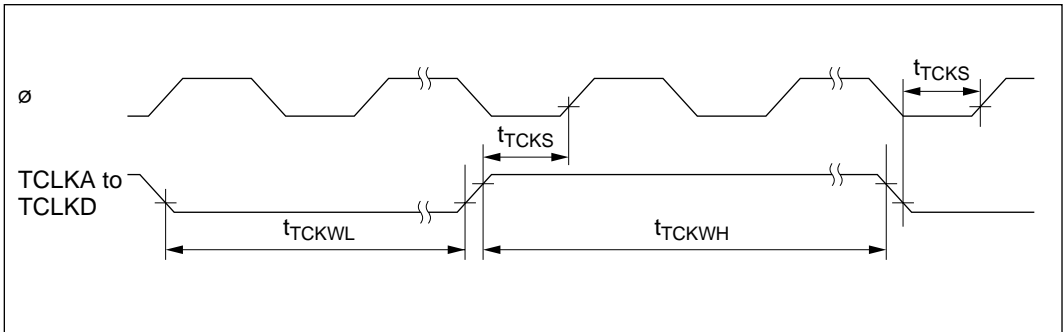 ø
tTCKS
tTCKS
TCLKA to
TCLKD
tTCKWL
tTCKWH